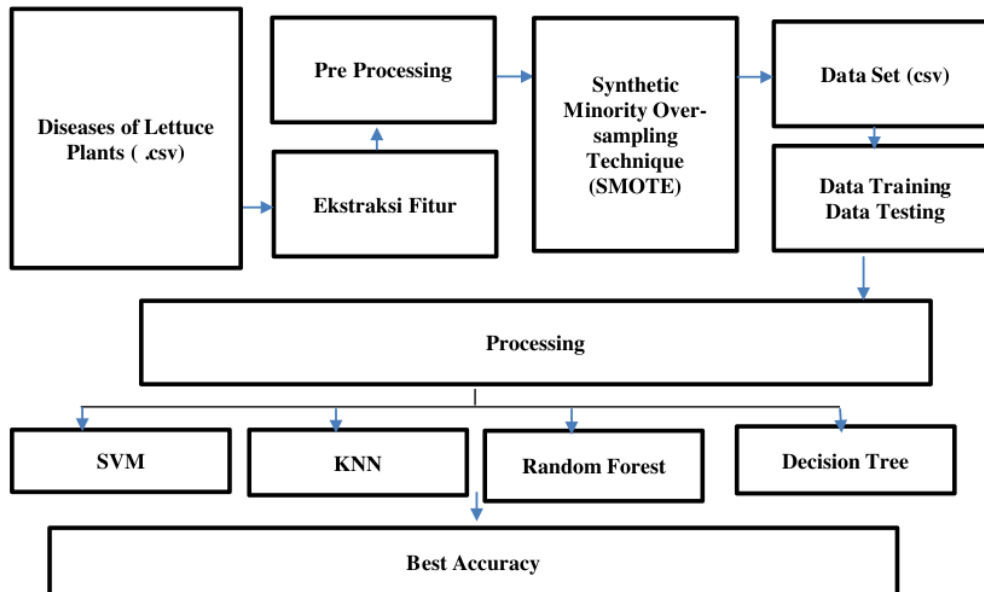 Diseases of Lettuce
Plants ( .csv)
Pre Processing
Ekstraksi Fitur
Synthetic
Minority Over-
sampling
Technique
(SMOTE)
Data Set (csv)
Data Training
Data Testing
Processing
SVM
KNN
Random Forest
Decision Tree
Best Accuracy